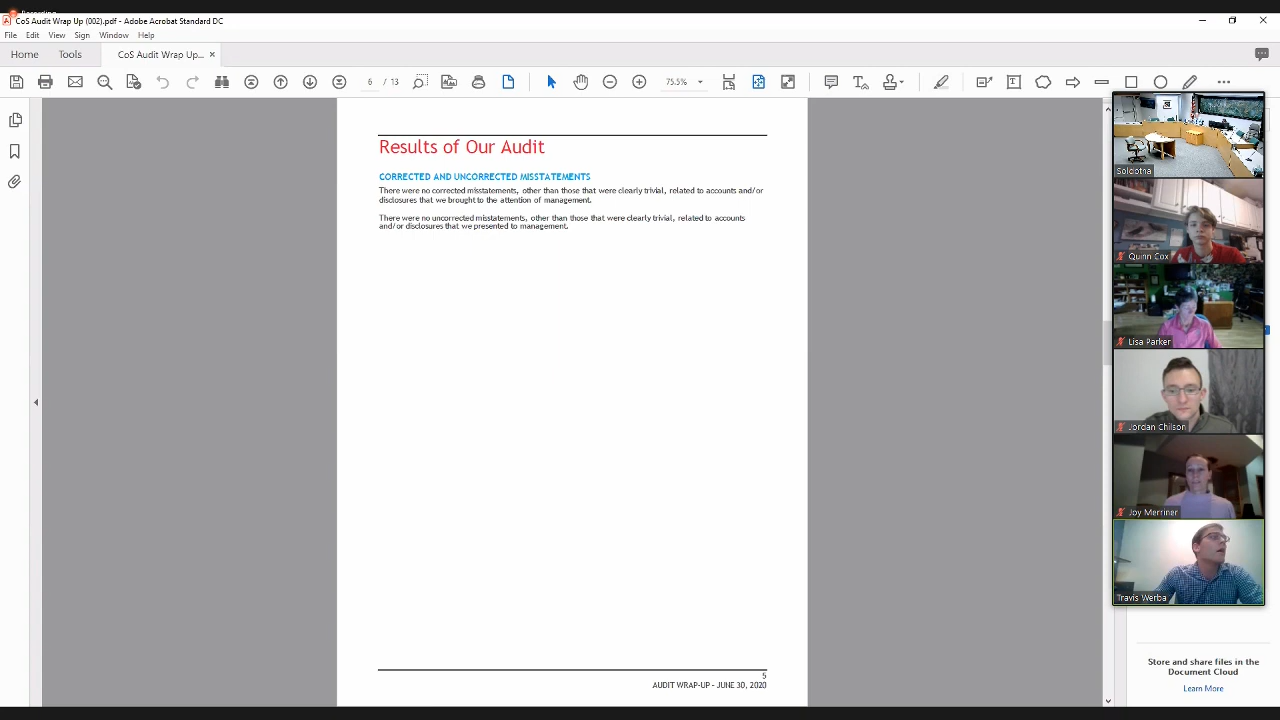 Recording
CoS Audit Wrap Up (002).pdf - Adobe Acrobat Standard DC
File Edit View Sign Window Help
Home Tools CoS Audit Wrap Up... ×
6 / 13 75.5%
Results of Our Audit
CORRECTED AND UNCORRECTED MISSTATEMENTS
There were no corrected misstatements, other than those that were clearly trivial, related to accounts and/or
disclosures that we brought to the attention of management.
There were no uncorrected misstatements, other than those that were clearly trivial, related to accounts
and/or disclosures that we presented to management.
5
AUDIT WRAP-UP - JUNE 30, 2020
Soldotna
Quinn Cox
Lisa Parker
Jordan Chilson
Joy Merriner
Travis Werba
Store and share files in the
Document Cloud
Learn More